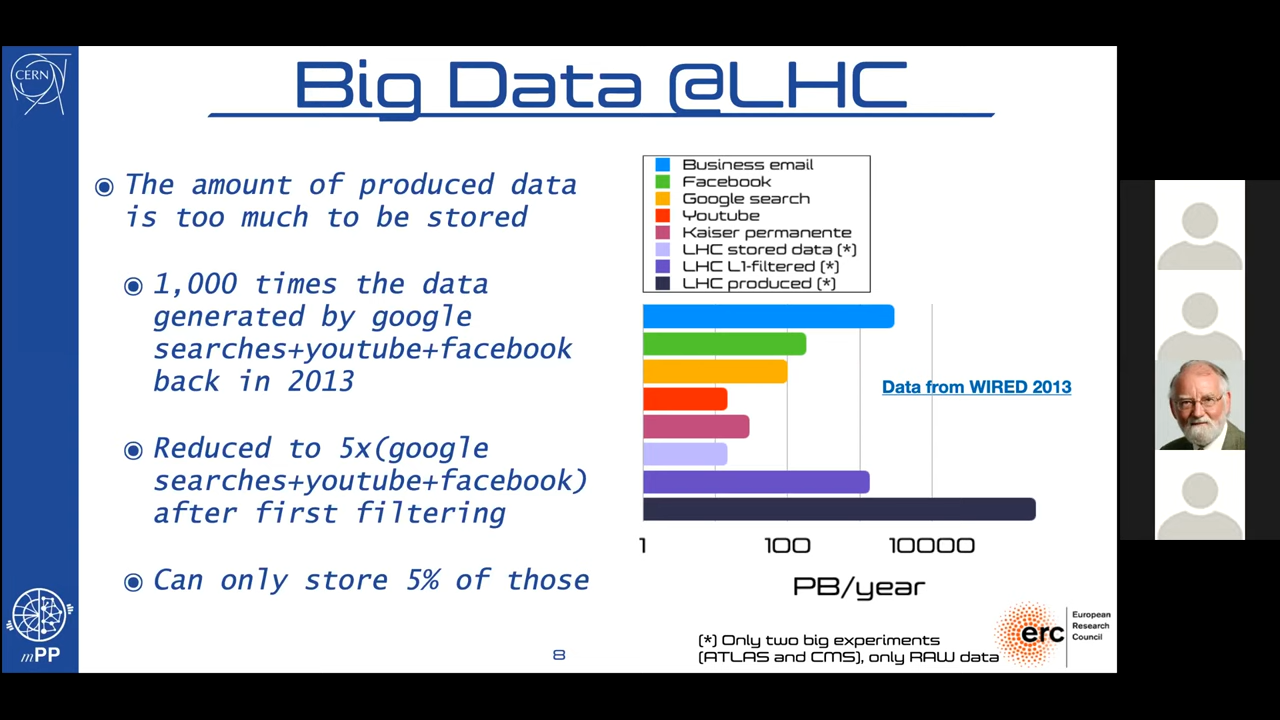 CERN
Big Data @LHC
The amount of produced data
is too much to be stored
1,000 times the data
generated by google
searches+youtube+facebook
back in 2013
Reduced to 5x(google
searches+youtube+facebook)
after first filtering
Can only store 5% of those
Business email
Facebook
Google search
Youtube
Kaiser permanente
LHC stored data (*)
LHC L1-filtered (*)
LHC produced (*)
Data from WIRED 2013
1 100 10000
PB/year
(*) Only two big experiments
(ATLAS and CMS), only RAW data
erc
European
Research
Council
mPP
8